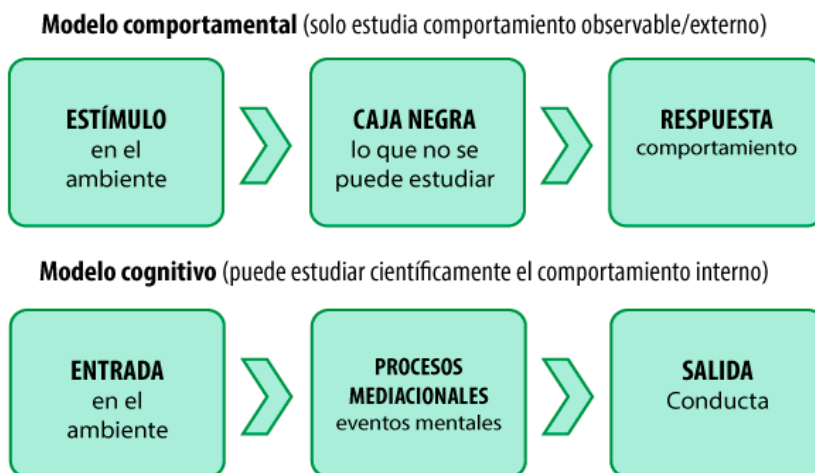 Modelo comportamental (solo estudia comportamiento observable/externo)
ESTÍMULO
en el
ambiente
CAJA NEGRA
lo que no se
puede estudiar
RESPUESTA
comportamiento
Modelo cognitivo (puede estudiar científicamente el comportamiento interno)
ENTRADA
en el
ambiente
PROCESOS
MEDIACIONALES
eventos mentales
SALIDA
Conducta